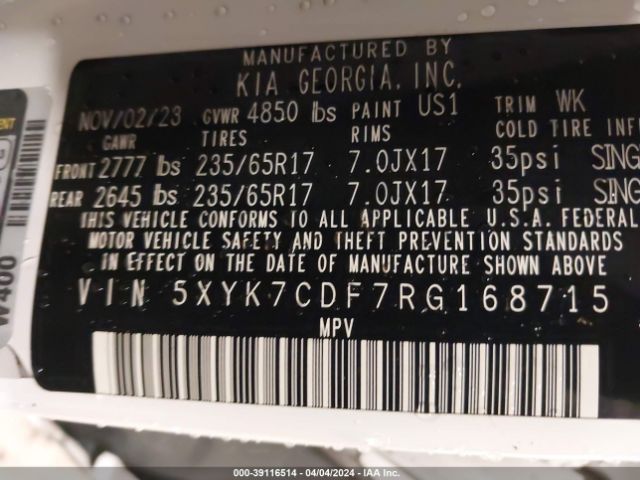 MANUFACTURED BY
KIA GEORGIA, INC.
NOV/02/23 GVWR 4850 lbs PAINT US1 TRIM WK
GAWR TIRES RIMS COLD TIRE INF
FRONT 2777 lbs 235/65R17 7.0JX17 35psi SING
REAR 2645 lbs 235/65R17 7.0JX17 35psi SING
THIS VEHICLE CONFORMS TO ALL APPLICABLE U.S.A. FEDERAL
MOTOR VEHICLE SAFETY AND THEFT PREVENTION STANDARDS
IN EFFECT ON THE DATE OF MANUFACTURE SHOWN ABOVE
VIN 5XYK7CDF7RG168715
MPV
W400
000-39116514 / 04/04/2024 - IAA Inc.